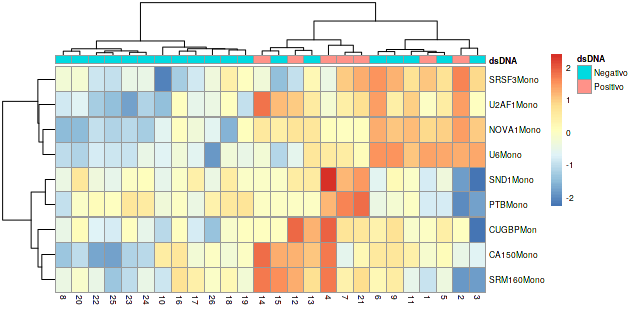 dsDNA
SRSF3Mono
U2AF1Mono
NOVA1Mono
U6Mono
SND1Mono
PTBMono
CUGBPMon
CA150Mono
SRM160Mono
8 20 22 25 23 24 10 16 17 26 18 19 14 15 12 13 4 7 21 6 9 11 1 5 2 3
2
1
0
-1
-2
dsDNA
Negativo
Positivo